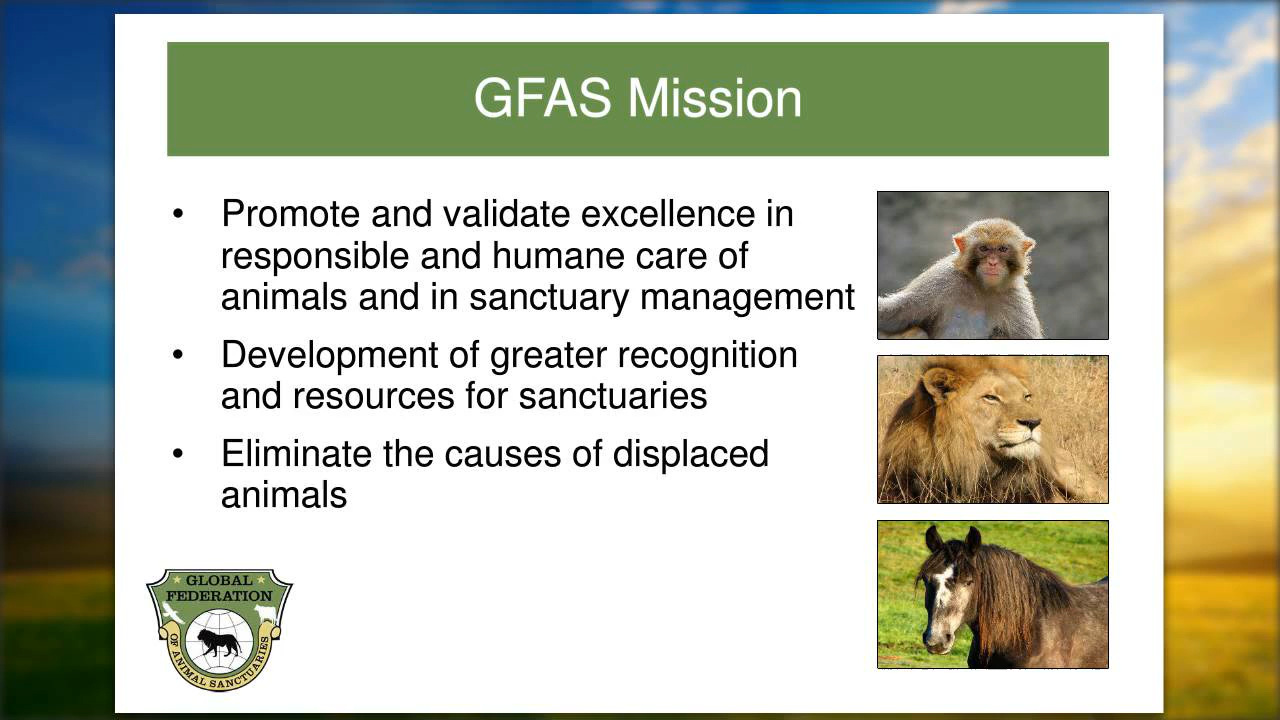 GFAS Mission
• Promote and validate excellence in
responsible and humane care of
animals and in sanctuary management
• Development of greater recognition
and resources for sanctuaries
• Eliminate the causes of displaced
animals
GLOBAL
FEDERATION
OF ANIMAL SANCTUARIES